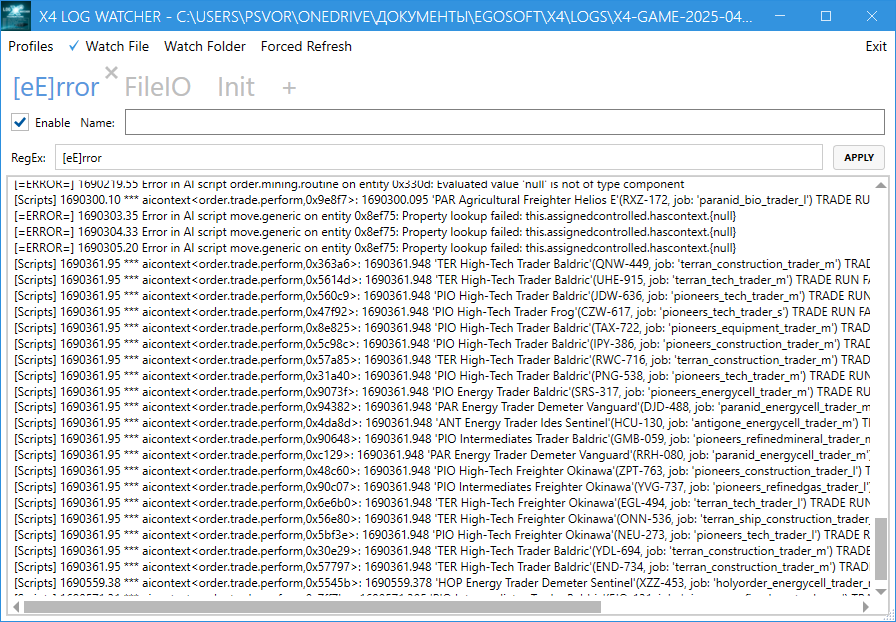 X4 LOG WATCHER - C:\USERS\PSVOR\ONEDRIVE\ДОКУМЕНТЫ\EGOSOFT\X4\LOGS\X4-GAME-2025-04...
Profiles ✓ Watch File Watch Folder Forced Refresh Exit
[eE]rror FileIO Init +
Enable Name:
RegEx: [eE]rror APPLY
[=ERROR=] 1690219.55 Error in AI script order.mining.routine on entity 0x330d: Evaluated value 'null' is not of type component
[Scripts] 1690300.10 *** aicontext<order.trade.perform,0x9e8f7>: 1690300.095 'PAR Agricultural Freighter Helios E'(RXZ-172, job: 'paranid_bio_trader_l') TRADE RU
[=ERROR=] 1690303.35 Error in AI script move.generic on entity 0x8ef75: Property lookup failed: this.assignedcontrolled.hascontext.{null}
[=ERROR=] 1690304.33 Error in AI script move.generic on entity 0x8ef75: Property lookup failed: this.assignedcontrolled.hascontext.{null}
[=ERROR=] 1690305.20 Error in AI script move.generic on entity 0x8ef75: Property lookup failed: this.assignedcontrolled.hascontext.{null}
[Scripts] 1690361.95 *** aicontext<order.trade.perform,0x363a6>: 1690361.948 'TER High-Tech Trader Baldric'(QNW-449, job: 'terran_construction_trader_m') TRAD
[Scripts] 1690361.95 *** aicontext<order.trade.perform,0x5614d>: 1690361.948 'TER High-Tech Trader Baldric'(UHE-915, job: 'terran_tech_trader_m') TRADE RUN FA
[Scripts] 1690361.95 *** aicontext<order.trade.perform,0x560c9>: 1690361.948 'PIO High-Tech Trader Baldric'(JDW-636, job: 'pioneers_tech_trader_m') TRADE RUN
[Scripts] 1690361.95 *** aicontext<order.trade.perform,0x47f92>: 1690361.948 'PIO High-Tech Trader Frog'(CZW-617, job: 'pioneers_tech_trader_s') TRADE RUN FA
[Scripts] 1690361.95 *** aicontext<order.trade.perform,0x8e825>: 1690361.948 'PIO High-Tech Trader Baldric'(TAX-722, job: 'pioneers_equipment_trader_m') TRAD
[Scripts] 1690361.95 *** aicontext<order.trade.perform,0x5c98c>: 1690361.948 'PIO High-Tech Trader Baldric'(IPY-386, job: 'pioneers_construction_trader_m') TR
[Scripts] 1690361.95 *** aicontext<order.trade.perform,0x57a85>: 1690361.948 'TER High-Tech Trader Baldric'(RWC-716, job: 'terran_construction_trader_m') TRAD
[Scripts] 1690361.95 *** aicontext<order.trade.perform,0x31a40>: 1690361.948 'PIO High-Tech Trader Baldric'(PNG-538, job: 'pioneers_tech_trader_m') TRADE RUN
[Scripts] 1690361.95 *** aicontext<order.trade.perform,0x9073f>: 1690361.948 'PIO Energy Trader Baldric'(SRS-317, job: 'pioneers_energycell_trader_m') TRADE R
[Scripts] 1690361.95 *** aicontext<order.trade.perform,0x94382>: 1690361.948 'PAR Energy Trader Demeter Vanguard'(DJD-488, job: 'paranid_energycell_trader_m
[Scripts] 1690361.95 *** aicontext<order.trade.perform,0x4da8d>: 1690361.948 'ANT Energy Trader Ides Sentinel'(HCU-130, job: 'antigone_energycell_trader_m') T
[Scripts] 1690361.95 *** aicontext<order.trade.perform,0x90648>: 1690361.948 'PIO Intermediates Trader Baldric'(GMB-059, job: 'pioneers_refinedmineral_trader_
[Scripts] 1690361.95 *** aicontext<order.trade.perform,0xc129>: 1690361.948 'PAR Energy Trader Demeter Vanguard'(RRH-080, job: 'paranid_energycell_trader_m'
[Scripts] 1690361.95 *** aicontext<order.trade.perform,0x48c60>: 1690361.948 'PIO High-Tech Freighter Okinawa'(ZPT-763, job: 'pioneers_construction_trader_l') T
[Scripts] 1690361.95 *** aicontext<order.trade.perform,0x90c07>: 1690361.948 'PIO Intermediates Freighter Okinawa'(YVG-737, job: 'pioneers_refinedgas_trader_l'
[Scripts] 1690361.95 *** aicontext<order.trade.perform,0x6e6b0>: 1690361.948 'TER High-Tech Freighter Okinawa'(EGL-494, job: 'terran_tech_trader_l') TRADE RUN
[Scripts] 1690361.95 *** aicontext<order.trade.perform,0x56e80>: 1690361.948 'TER High-Tech Freighter Okinawa'(ONN-536, job: 'terran_ship_construction_trader_
[Scripts] 1690361.95 *** aicontext<order.trade.perform,0x5bf3e>: 1690361.948 'PIO High-Tech Freighter Okinawa'(NEU-273, job: 'pioneers_tech_trader_l') TRADE R
[Scripts] 1690361.95 *** aicontext<order.trade.perform,0x30e29>: 1690361.948 'TER High-Tech Trader Baldric'(YDL-694, job: 'terran_construction_trader_m') TRAD
[Scripts] 1690361.95 *** aicontext<order.trade.perform,0x57797>: 1690361.948 'TER High-Tech Trader Baldric'(END-734, job: 'terran_construction_trader_m') TRAD
[Scripts] 1690559.38 *** aicontext<order.trade.perform,0x5545b>: 1690559.378 'HOP Energy Trader Demeter Sentinel'(XZZ-453, job: 'holyorder_energycell_trader_